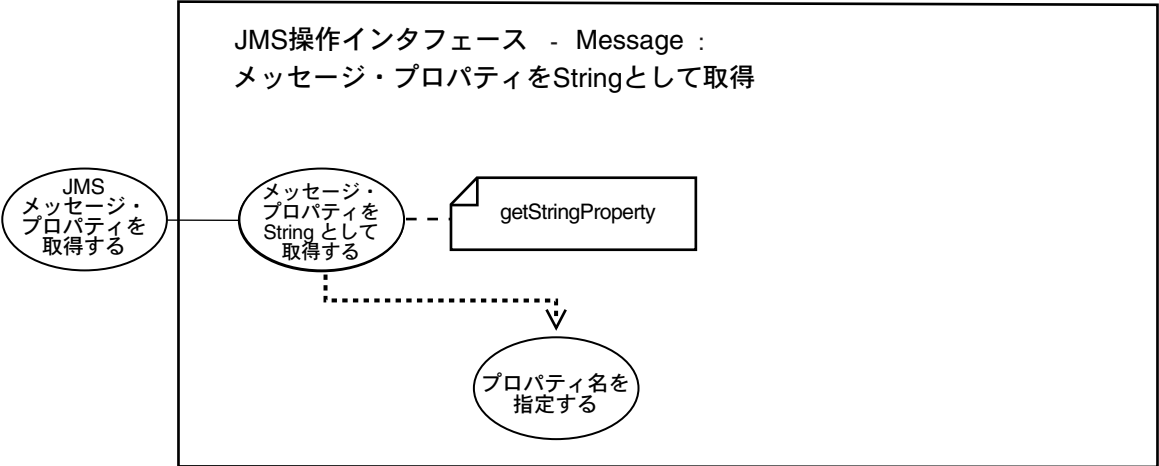 JMS操作インタフェース - Message :
メッセージ・プロパティをStringとして取得
JMS
メッセージ・
プロパティを
取得する
メッセージ・
プロパティを
String として
取得する
getStringProperty
プロパティ名を
指定する